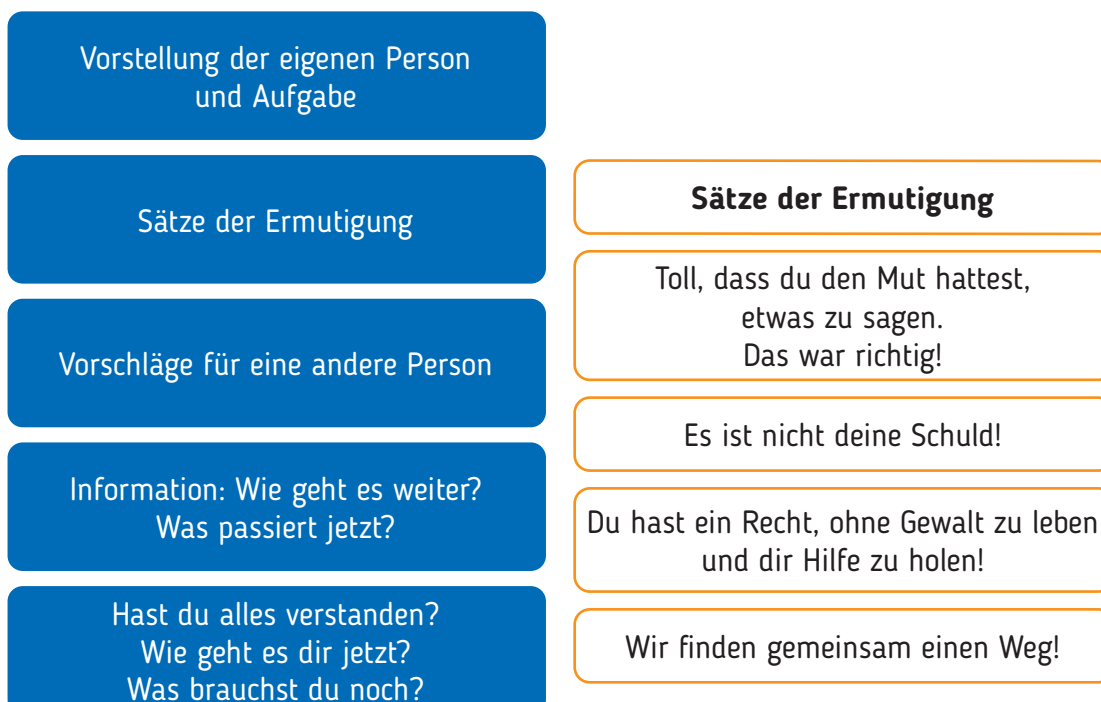 Vorstellung der eigenen Person
und Aufgabe
Sätze der Ermutigung
Vorschläge für eine andere Person
Information: Wie geht es weiter?
Was passiert jetzt?
Hast du alles verstanden?
Wie geht es dir jetzt?
Was brauchst du noch?
Sätze der Ermutigung
Toll, dass du den Mut hattest,
etwas zu sagen.
Das war richtig!
Es ist nicht deine Schuld!
Du hast ein Recht, ohne Gewalt zu leben
und dir Hilfe zu holen!
Wir finden gemeinsam einen Weg!